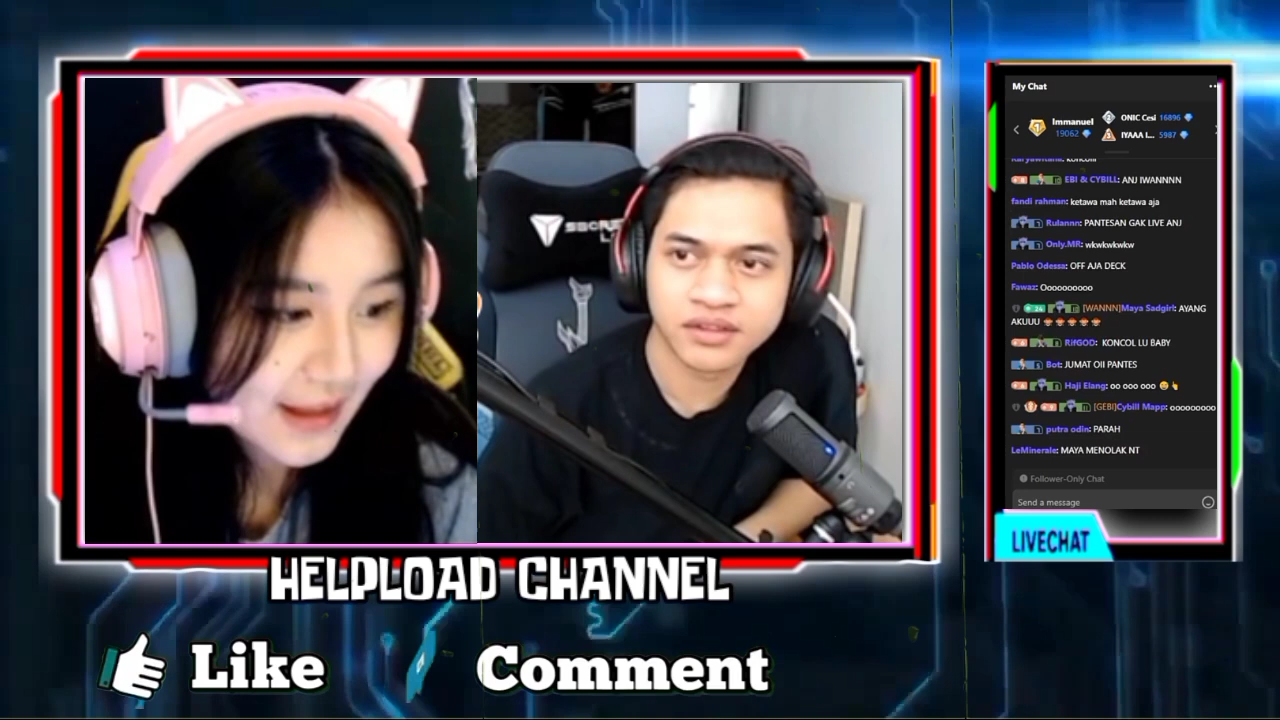 My Chat
Immanuel
19062
ONIC Cesl 16896
IYAAA I... 5987
EBI & CYBILL: ANJ IWANNNN
fandi rahman: ketawa mah ketawa aja
Rulannn: PANTESAN GAK LIVE ANJ
Only.MR: wkwkwkwkw
Pablo Odessa: OFF AJA DECK
Fawaz: Oooooooooo
[WANNN]Maya Sadgirl: AYANG
AKUUU
RifGOD: KONCOL LU BABY
Bot: JUMAT OII PANTES
Haji Elang: oo ooo ooo
[GEBI]Cybill Mapp: ooooooooo
putra odin: PARAH
LeMinerale: MAYA MENOLAK NT
Follower-Only Chat
Send a message
LIVECHAT
HELPLOAD CHANNEL
Like
Comment